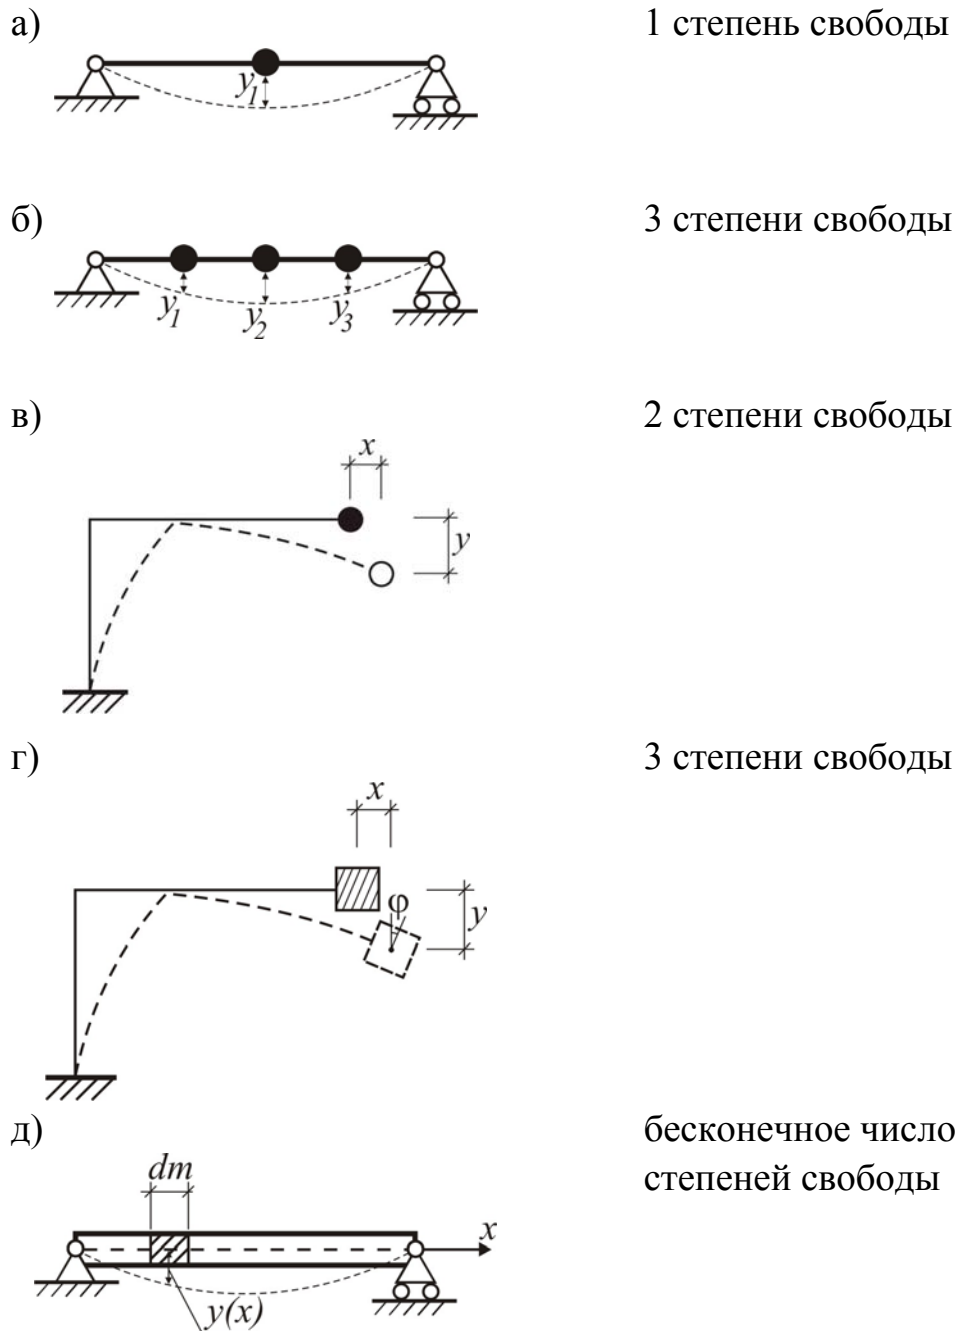 а) 1 степень свободы
y1
б) 3 степени свободы
y1 y2 y3
в) 2 степени свободы
x
y
г) 3 степени свободы
x
φ
y
д) бесконечное число
степеней свободы
dm
x
y(x)